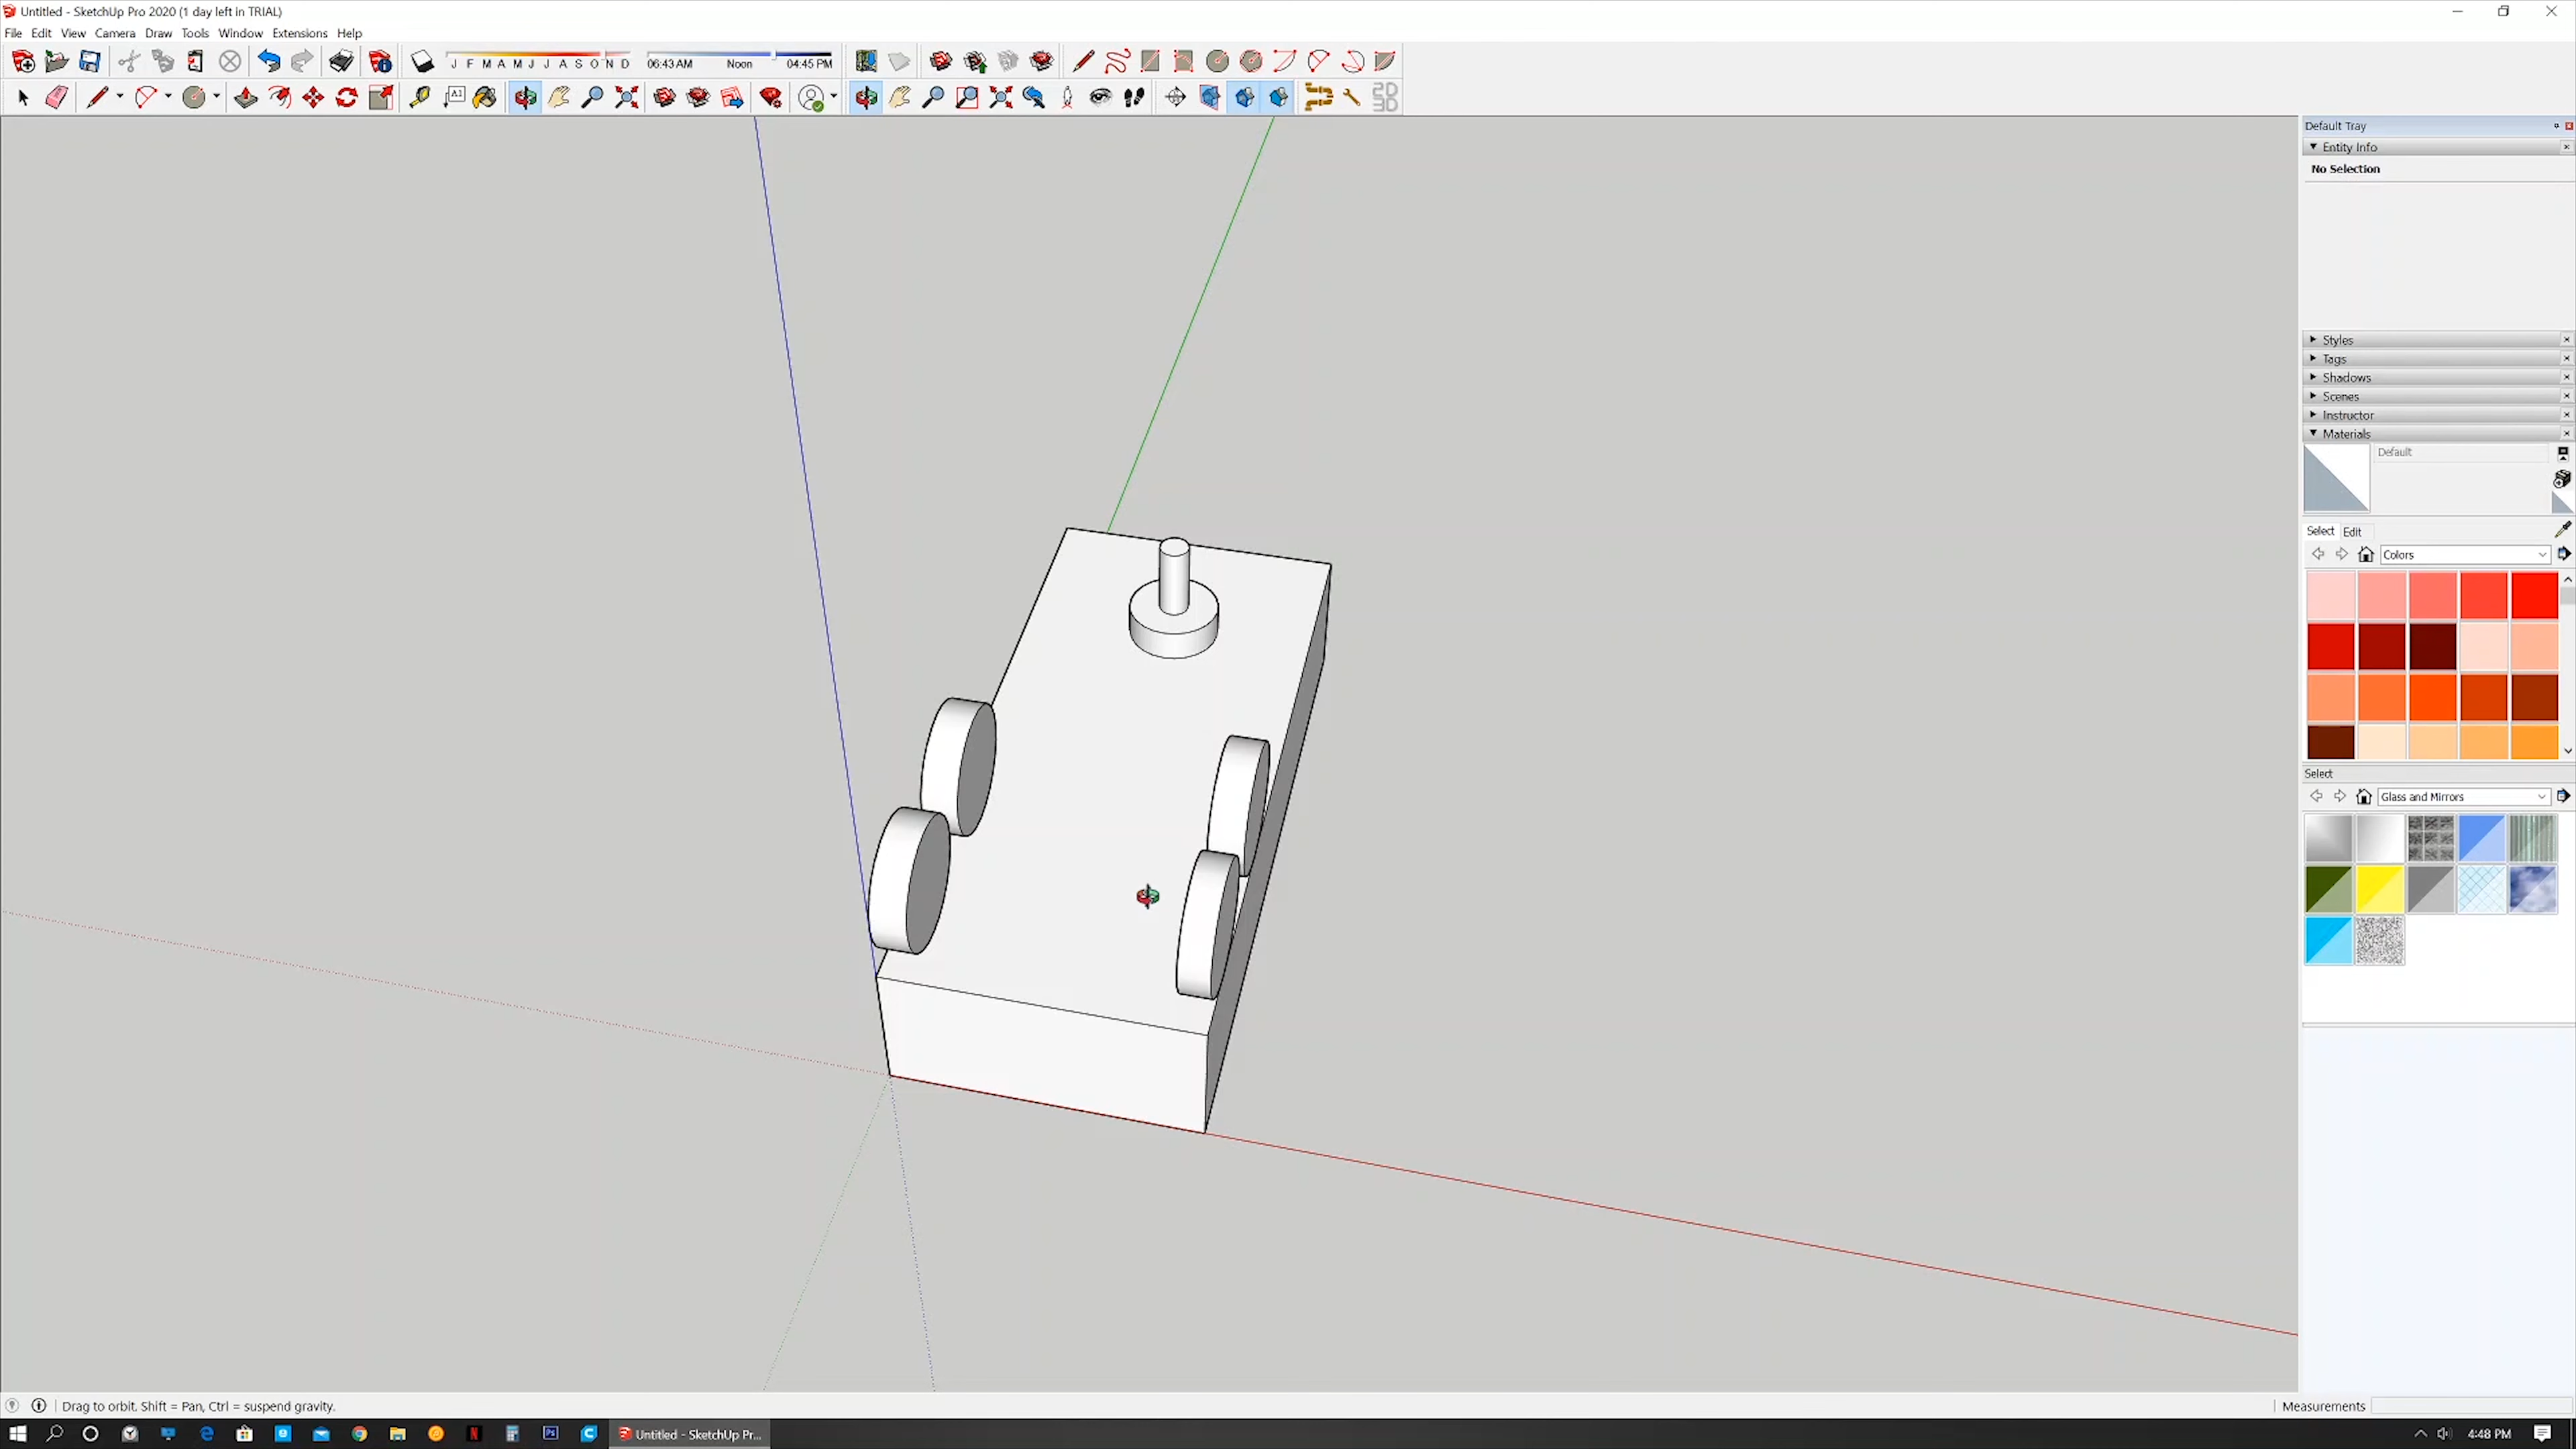 Untitled - SketchUp Pro 2020 (1 day left in TRIAL)
File Edit View Camera Draw Tools Window Extensions Help
J F M A M J J A S O N D 06:43 AM Noon 04:45 PM
A1 2D 3D
Default Tray
Entity Info
No Selection
Styles
Tags
Shadows
Scenes
Instructor
Materials
Default
Select Edit
Colors
Select
Glass and Mirrors
Drag to orbit. Shift = Pan, Ctrl = suspend gravity.
Measurements
Untitled - SketchUp Pr...
4:48 PM